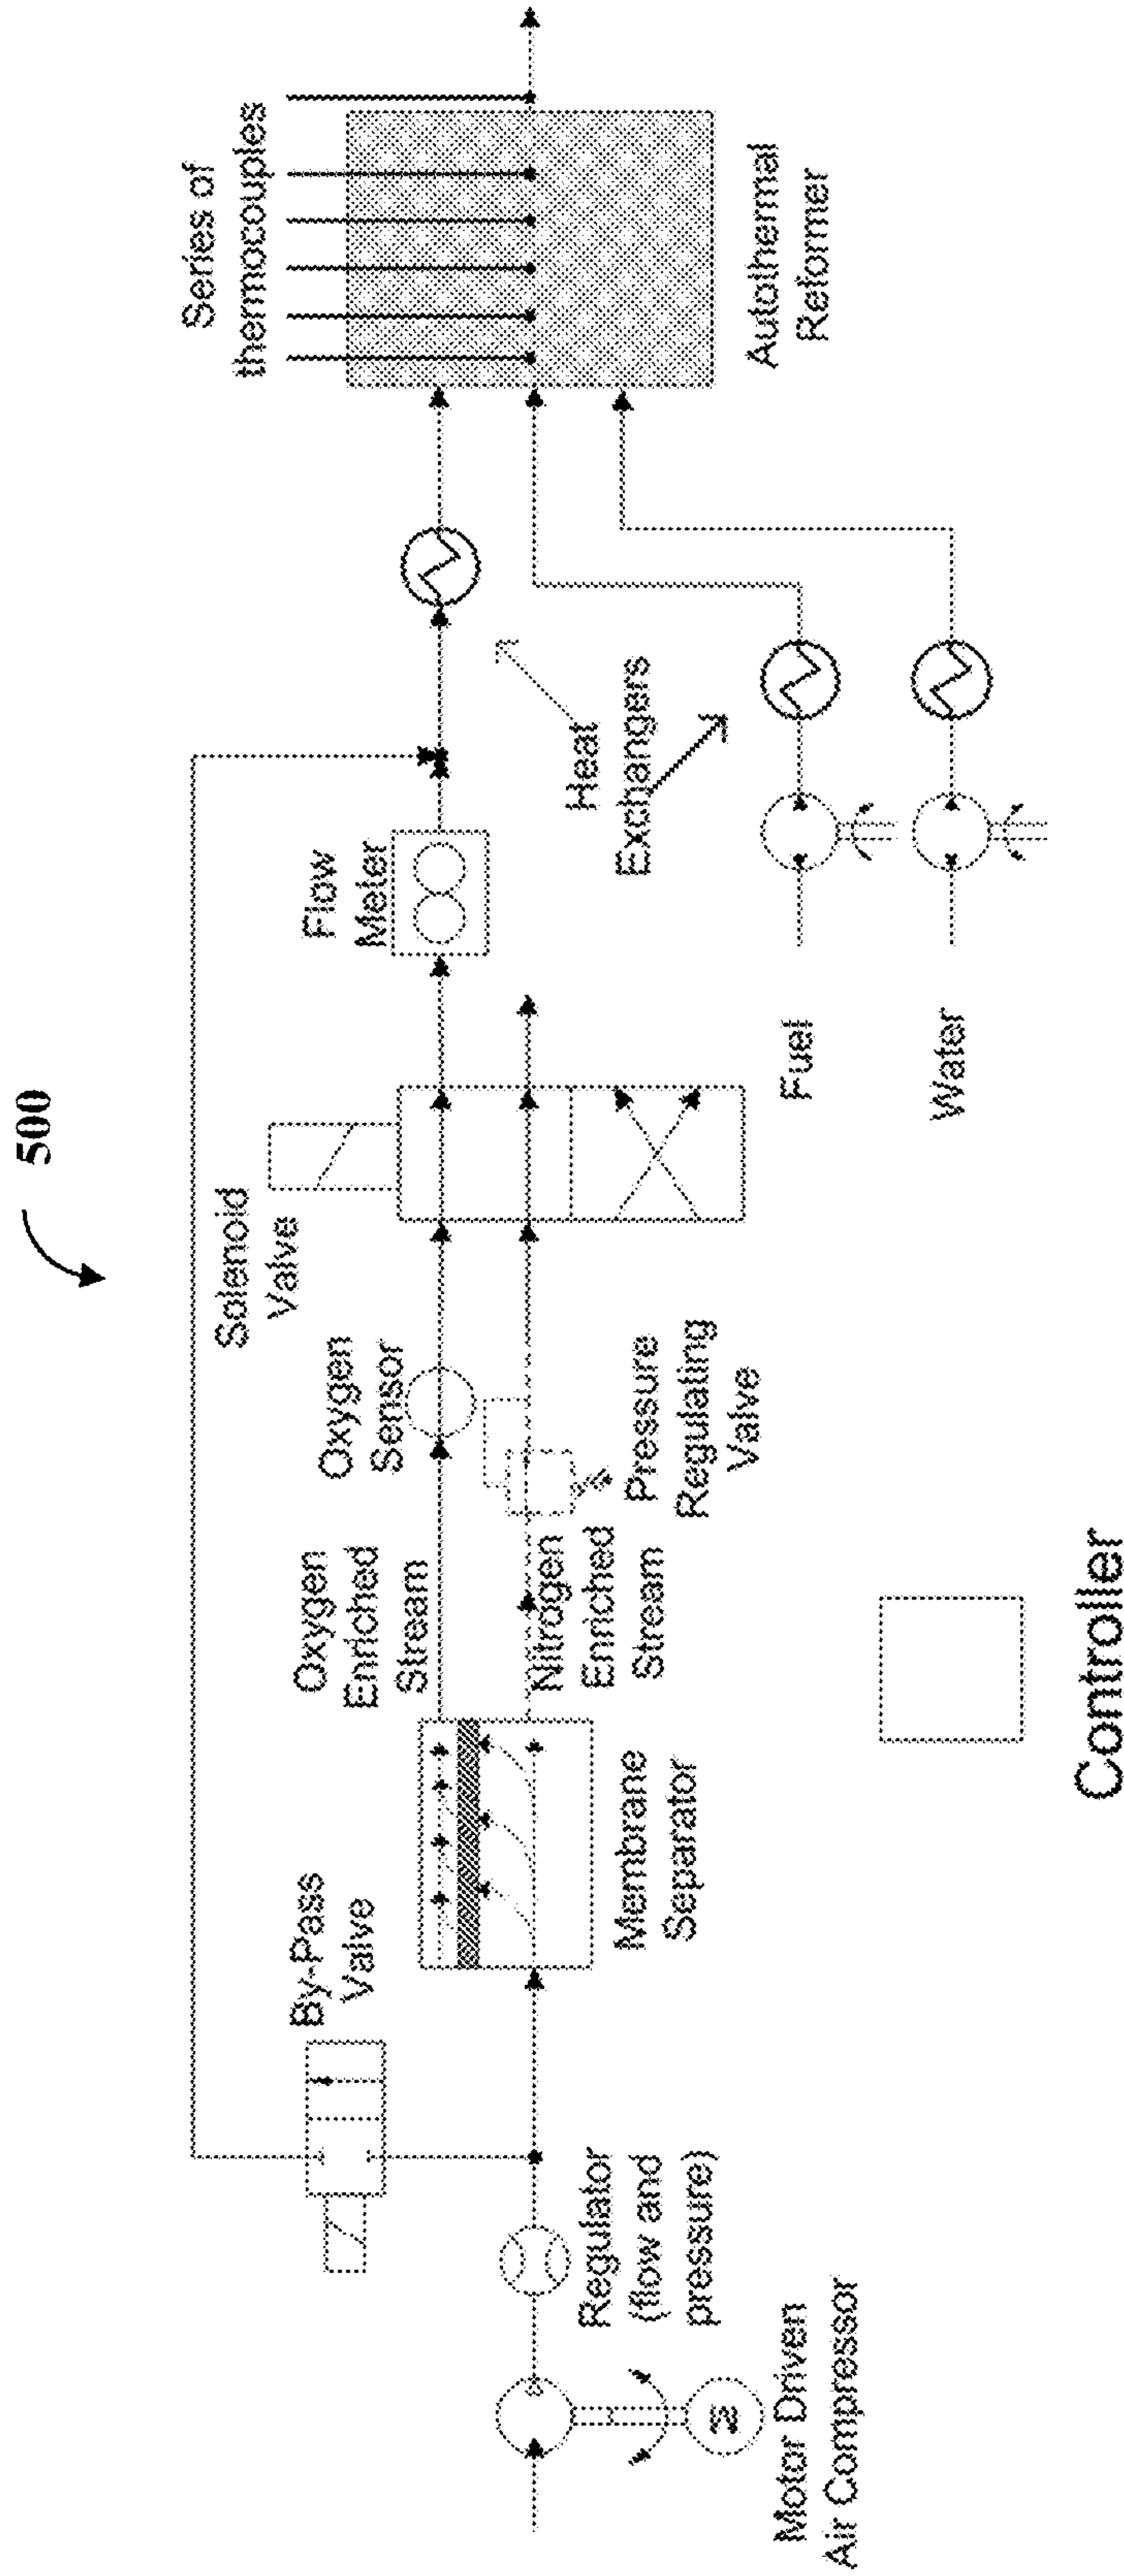 500
Series of
thermocouples
Autothermal
Reformer
Flow
Meter
Heat
Exchangers
Fuel
Water
Solenoid
Valve
Oxygen
Sensor
Pressure
Regulating
Valve
Oxygen
Enriched
Stream
Nitrogen
Enriched
Stream
Controller
By-Pass
Valve
Membrane
Separator
Regulator
(flow and
pressure)
M
Motor Driven
Air Compressor